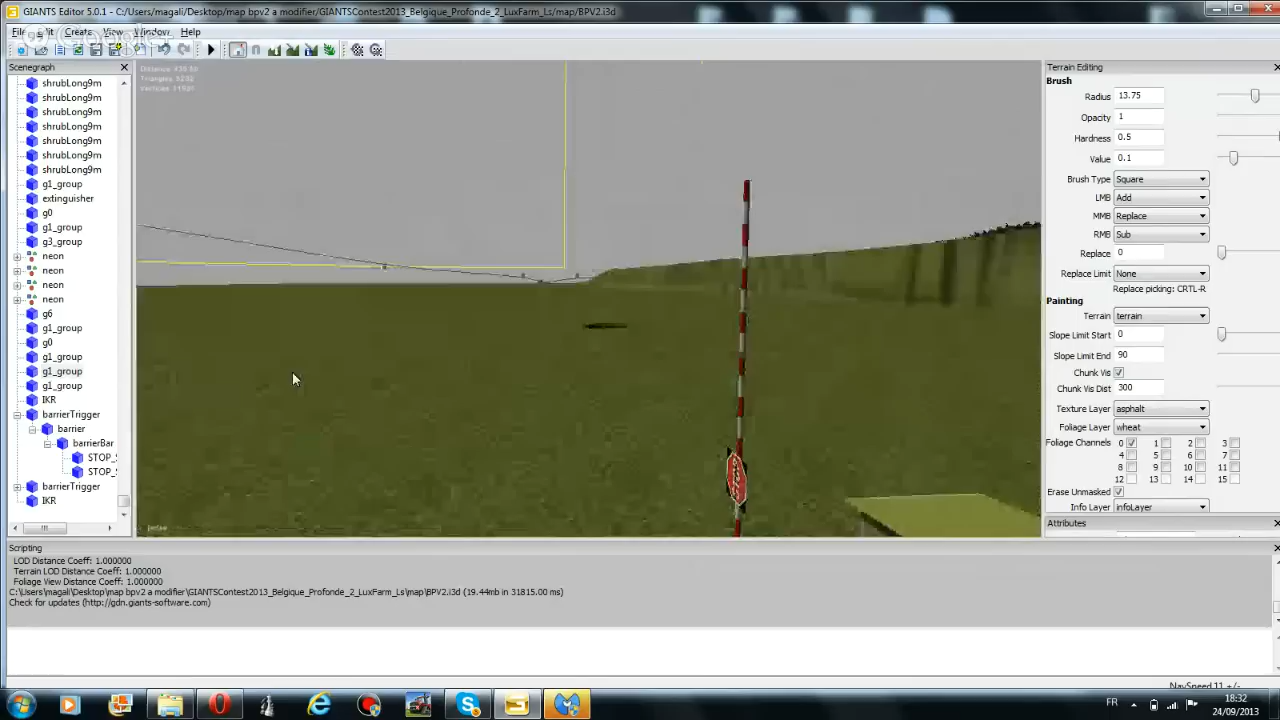 GIANTS Editor 5.0.1 - C:/Users/magali/Desktop/map bpv2 a modifier/GIANTSContest2013_Belgique_Profonde_2_LuxFarm_Ls/map/BPV2.i3d
Create View Window Help
Scenegraph
shrubLong9m
shrubLong9m
shrubLong9m
shrubLong9m
shrubLong9m
shrubLong9m
shrubLong9m
g1_group
extinguisher
g0
g1_group
g3_group
neon
neon
neon
neon
g6
g1_group
g0
g1_group
g1_group
g1_group
IKR
barrierTrigger
barrier
barrierBar
STOP_
STOP_
barrierTrigger
IKR
persp
Terrain Editing
Brush
Radius 13.75
Opacity 1
Hardness 0.5
Value 0.1
Brush Type Square
LMB Add
MMB Replace
RMB Sub
Replace 0
Replace Limit None
Replace picking: CRTL-R
Painting
Terrain terrain
Slope Limit Start 0
Slope Limit End 90
Chunk Vis
Chunk Vis Dist 300
Texture Layer asphalt
Foliage Layer wheat
Foliage Channels 0 1 2 3
4 5 6 7
8 9 10 11
12 13 14 15
Erase Unmasked
Info Layer infoLayer
Attributes
Scripting
LOD Distance Coeff: 1.000000
Terrain LOD Distance Coeff: 1.000000
Foliage View Distance Coeff: 1.000000
C:\Users\magali\Desktop\map bpv2 a modifier\GIANTSContest2013_Belgique_Profonde_2_LuxFarm_Ls\map\BPV2.i3d (19.44mb in 31815.00 ms)
Check for updates (http://gdn.giants-software.com)
NavSpeed 11 +/-
FR
18:32
24/09/2013